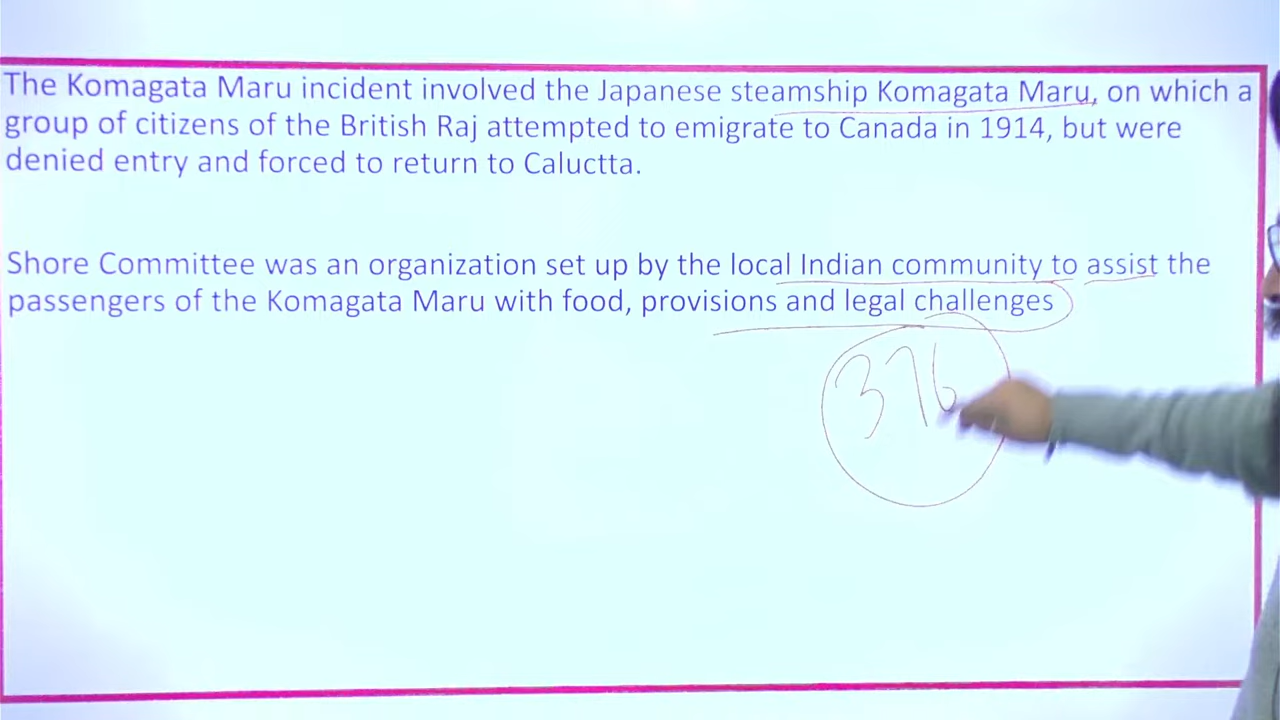 The Komagata Maru incident involved the Japanese steamship Komagata Maru, on which a
group of citizens of the British Raj attempted to emigrate to Canada in 1914, but were
denied entry and forced to return to Caluctta.
Shore Committee was an organization set up by the local Indian community to assist the
passengers of the Komagata Maru with food, provisions and legal challenges
376